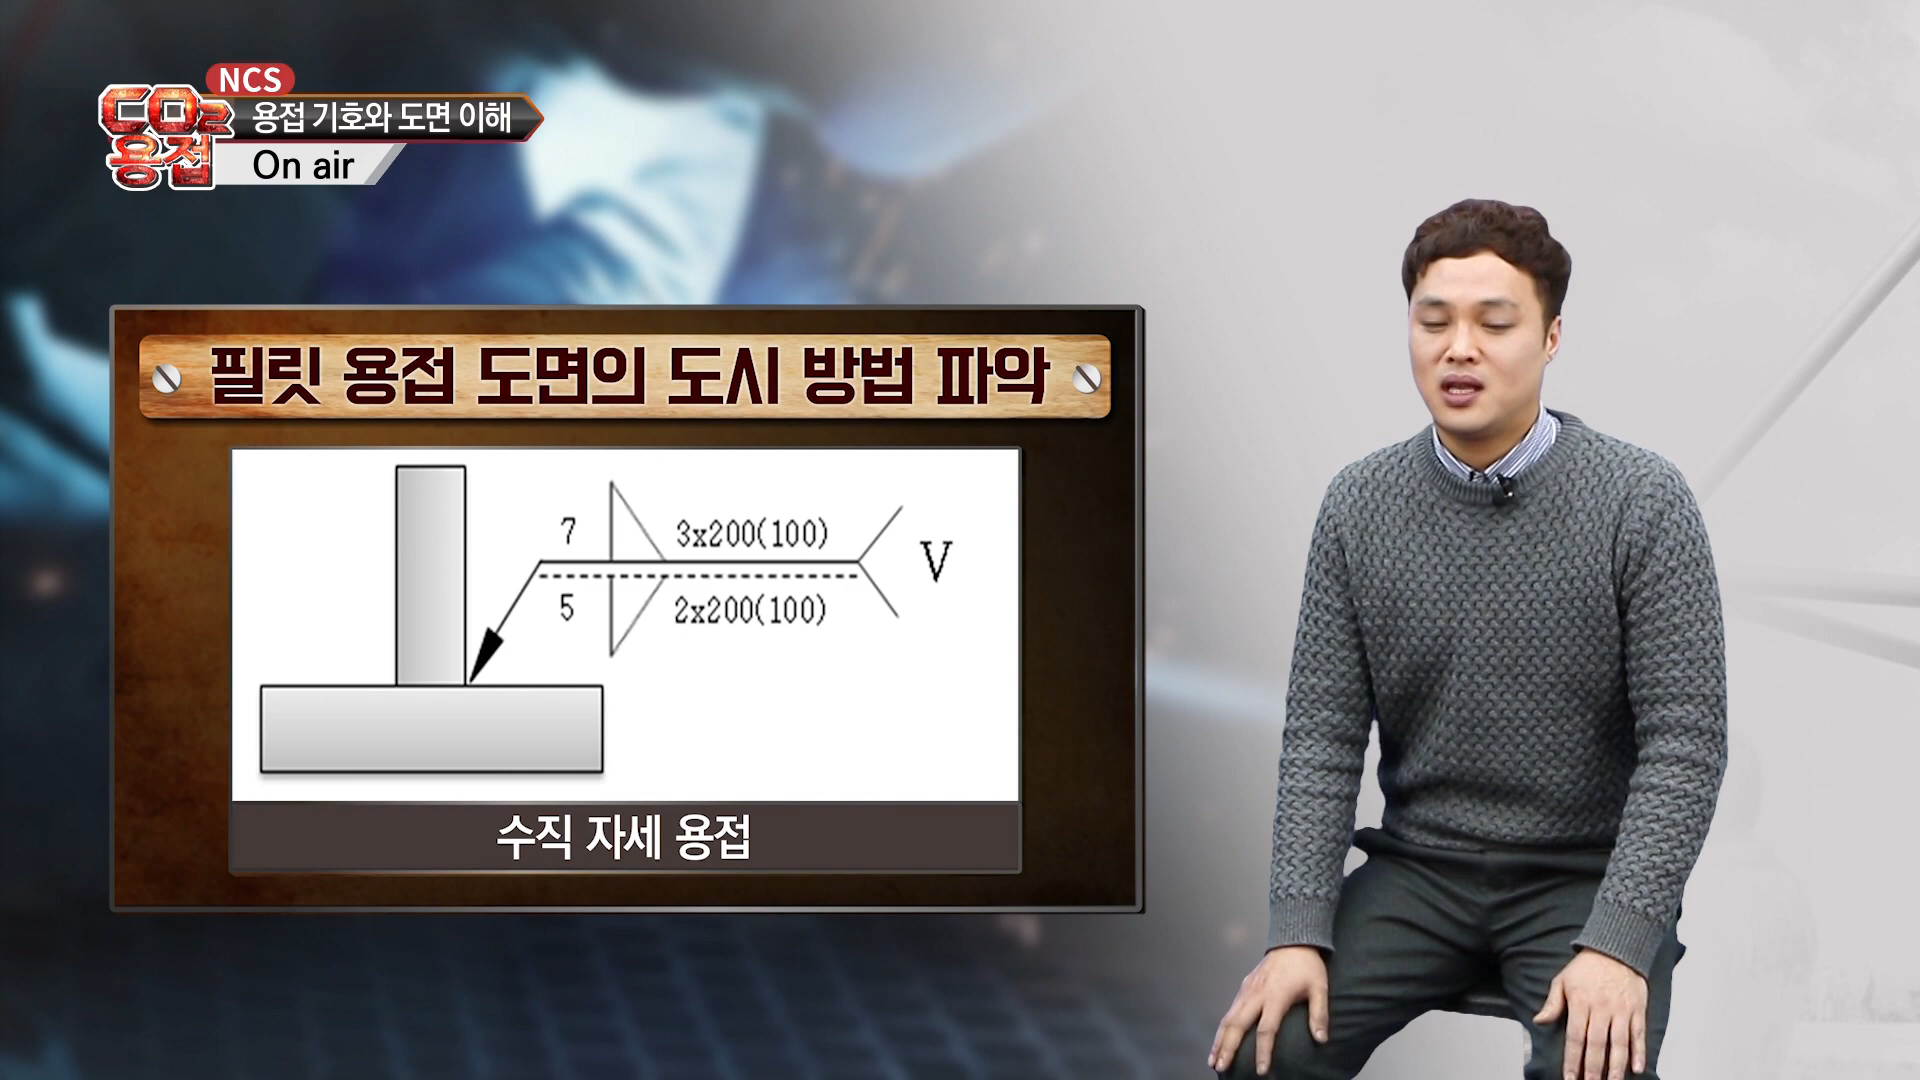 NCS
CO2
용접
용접 기호와 도면 이해
On air
필릿 용접 도면의 도시 방법 파악
7
3x200(100)
V
5
2x200(100)
수직 자세 용접